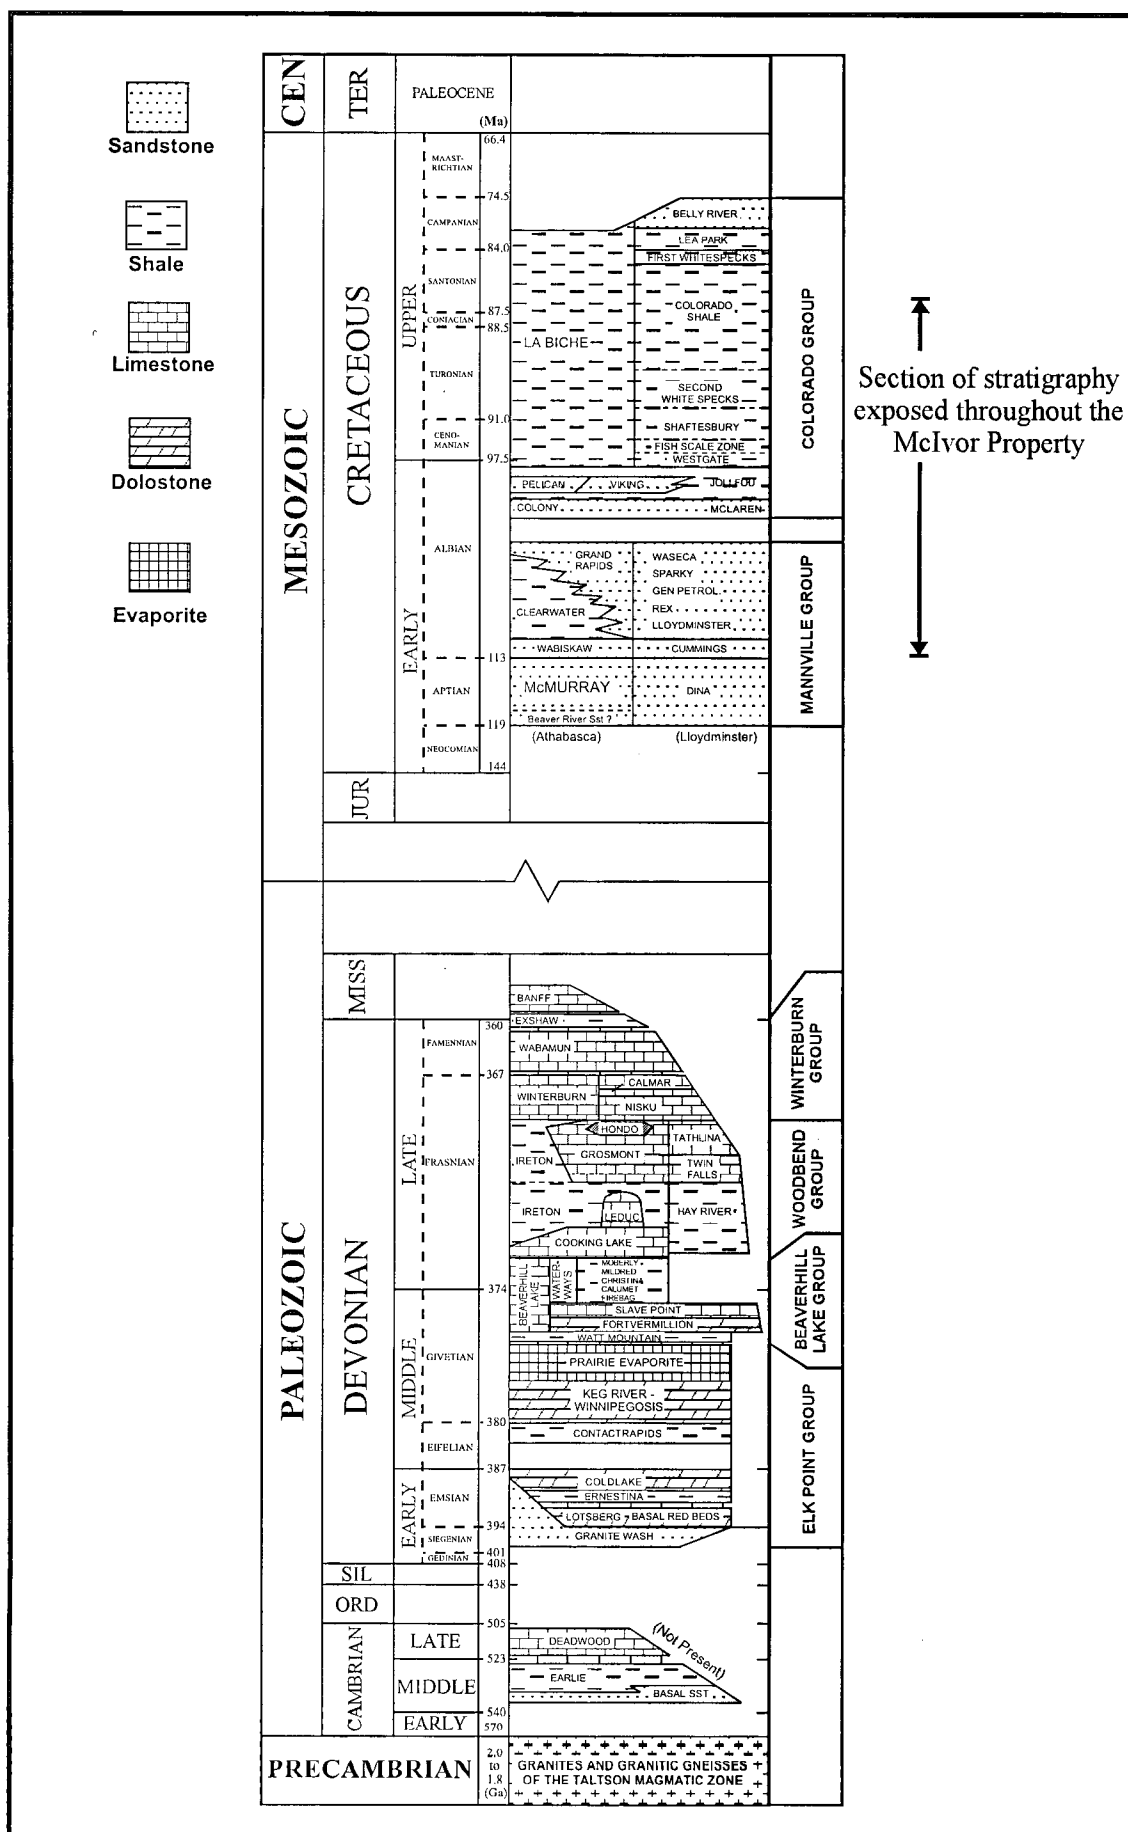 Sandstone
Shale
Limestone
Dolostone
Evaporite
CEN
TER
PALEOCENE
(Ma)
66.4
MESOZOIC
CRETACEOUS
UPPER
MAAST-
RICHTIAN
74.5
CAMPANIAN
84.0
SANTONIAN
87.5
CONIACIAN
88.5
TURONIAN
91.0
CENO-
MANIAN
97.5
EARLY
ALBIAN
113
APTIAN
119
NEOCOMIAN
144
JUR
BELLY RIVER
LEA PARK
FIRST WHITESPECKS
COLORADO
SHALE
LA BICHE
SECOND
WHITE SPECKS
SHAFTESBURY
FISH SCALE ZONE
WESTGATE
PELICAN
VIKING
JOLI FOU
COLONY
MCLAREN
GRAND
RAPIDS
CLEARWATER
WASECA
SPARKY
GEN PETROL
REX
LLOYDMINSTER
WABISKAW
CUMMINGS
McMURRAY
DINA
Beaver River Sst ?
(Athabasca)
(Lloydminster)
COLORADO GROUP
MANNVILLE GROUP
Section of stratigraphy
exposed throughout the
McIvor Property
PALEOZOIC
MISS
DEVONIAN
LATE
360
FAMENNIAN
367
FRASNIAN
374
MIDDLE
GIVETIAN
380
EIFELIAN
387
EARLY
EMSIAN
394
SIEGENIAN
401
GEDINIAN
408
SIL
438
ORD
505
CAMBRIAN
LATE
523
MIDDLE
540
EARLY
570
BANFF
EXSHAW
WABAMUN
WINTERBURN
CALMAR
NISKU
HONDO
IRETON
GROSMONT
TATHLINA
TWIN
FALLS
IRETON
LEDUC
HAY RIVER
COOKING LAKE
BEAVERHILL
LAKE
WATER-
WAYS
MOBERLY
MILDRED
CHRISTINA
CALUMET
FIREBAG
SLAVE POINT
FORTVERMILLION
WATT MOUNTAIN
PRAIRIE EVAPORITE
KEG RIVER -
WINNIPEGOSIS
CONTACTRAPIDS
COLDLAKE
ERNESTINA
LOTSBERG
BASAL RED BEDS
GRANITE WASH
DEADWOOD
(Not Present)
EARLIE
BASAL SST
WINTERBURN
GROUP
WOODBEND
GROUP
BEAVERHILL
LAKE GROUP
ELK POINT GROUP
PRECAMBRIAN
2.0
to
1.8
(Ga)
GRANITES AND GRANITIC GNEISSES
OF THE TALTSON MAGMATIC ZONE